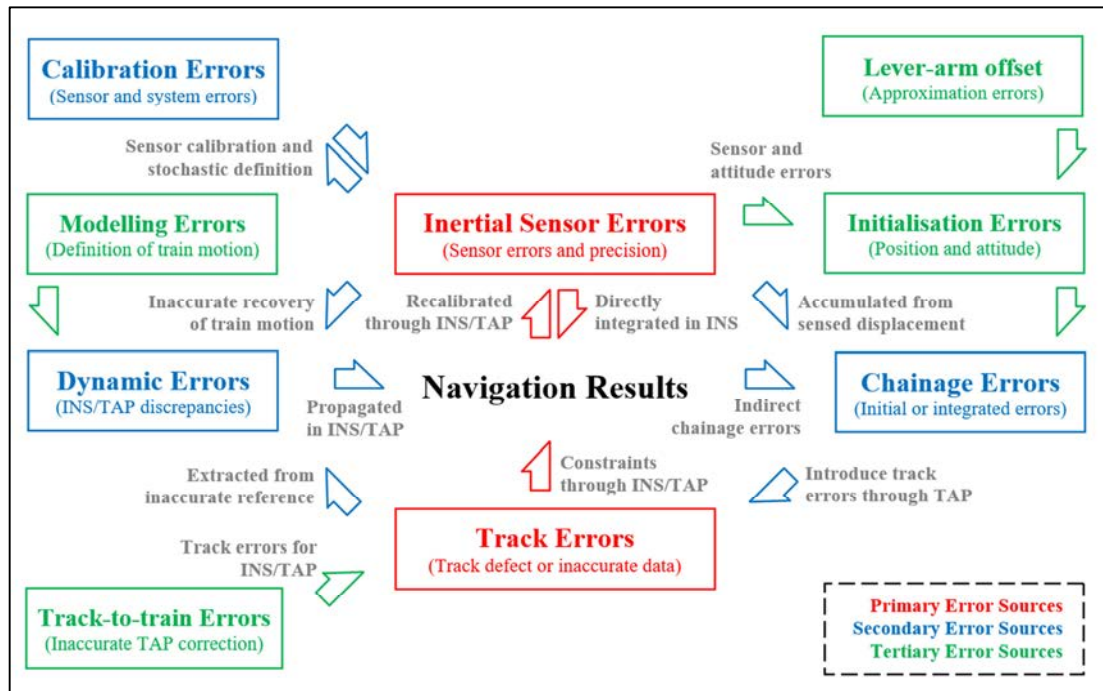 Calibration Errors
(Sensor and system errors)
Lever-arm offset
(Approximation errors)
Sensor calibration and
stochastic definition
Sensor and
attitude errors
Modelling Errors
(Definition of train motion)
Inertial Sensor Errors
(Sensor errors and precision)
Initialisation Errors
(Position and attitude)
Inaccurate recovery
of train motion
Recalibrated
through INS/TAP
Directly
integrated in INS
Accumulated from
sensed displacement
Dynamic Errors
(INS/TAP discrepancies)
Propagated
in INS/TAP
Navigation Results
Indirect
chainage errors
Chainage Errors
(Initial or integrated errors)
Extracted from
inaccurate reference
Constraints
through INS/TAP
Introduce track
errors through TAP
Track Errors
(Track defect or inaccurate data)
Track errors for
INS/TAP
Track-to-train Errors
(Inaccurate TAP correction)
Primary Error Sources
Secondary Error Sources
Tertiary Error Sources